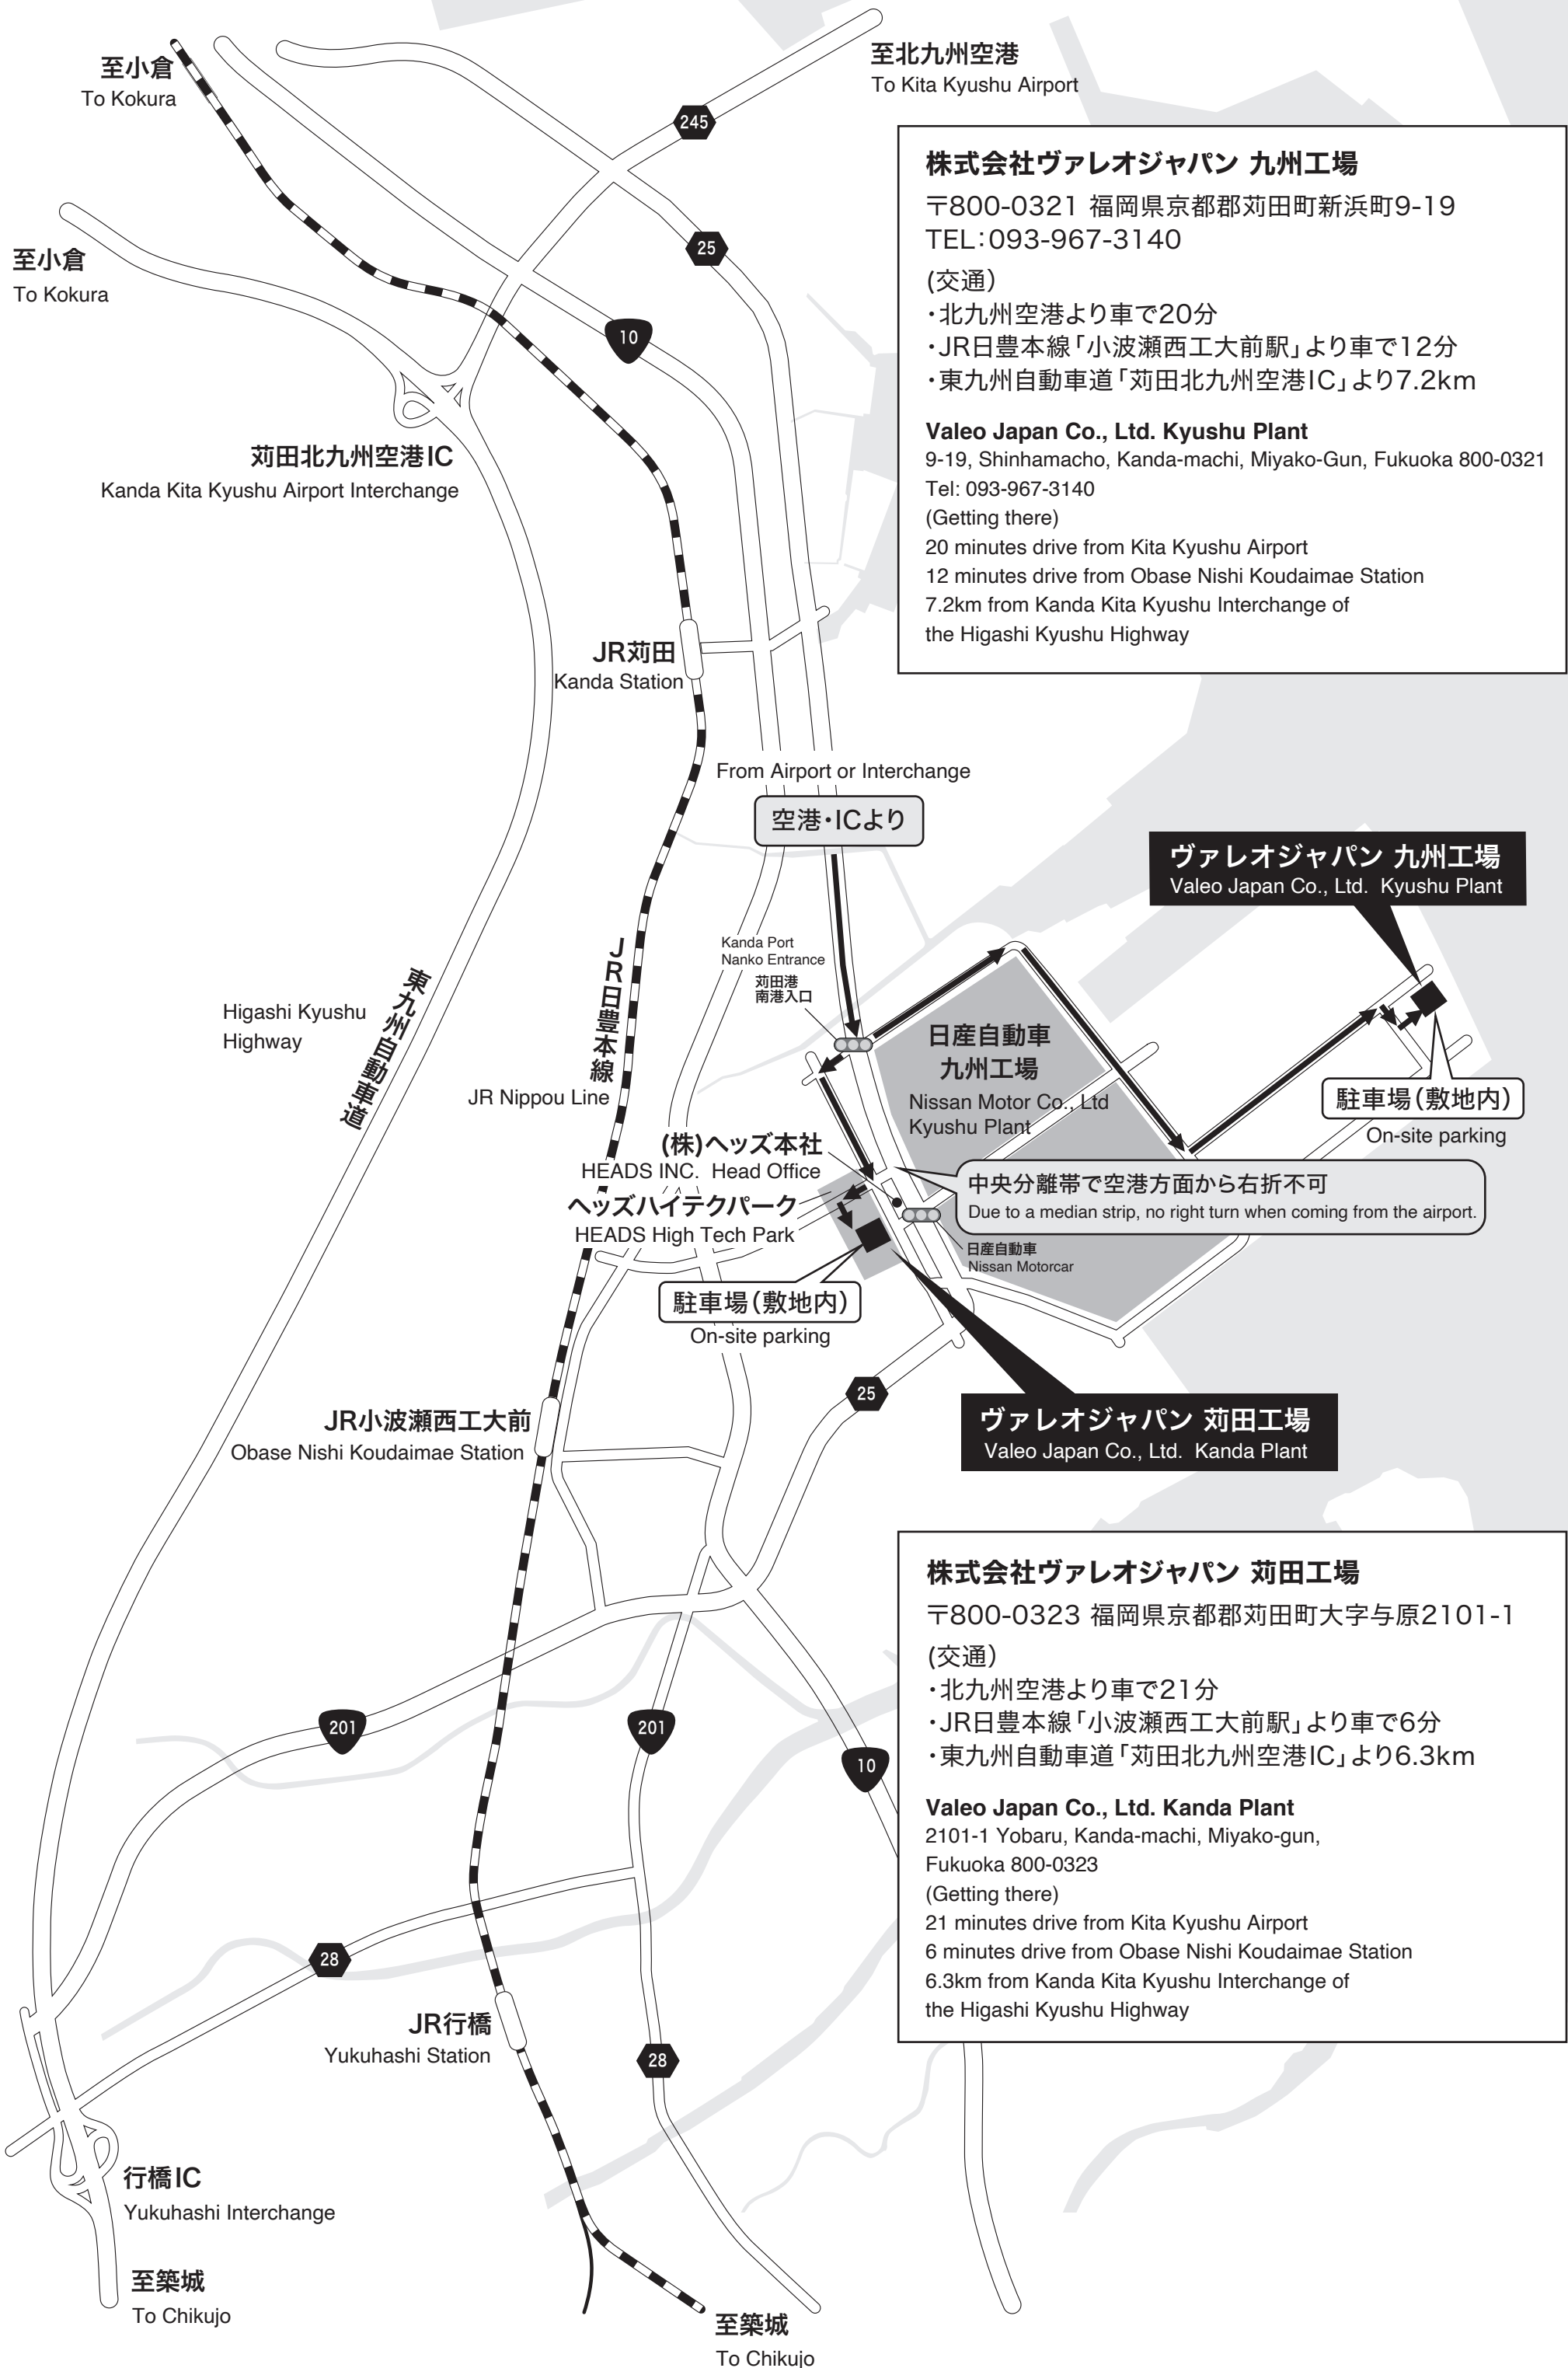 至小倉
To Kokura
至北九州空港
To Kita Kyushu Airport
245
株式会社ヴァレオジャパン 九州工場
〒800-0321 福岡県京都郡苅田町新浜町9-19
TEL:093-967-3140
(交通)
・北九州空港より車で20分
・JR日豊本線「小波瀬西工大前駅」より車で12分
・東九州自動車道「苅田北九州空港IC」より7.2km
Valeo Japan Co., Ltd. Kyushu Plant
9-19, Shinhamacho, Kanda-machi, Miyako-Gun, Fukuoka 800-0321
Tel: 093-967-3140
(Getting there)
20 minutes drive from Kita Kyushu Airport
12 minutes drive from Obase Nishi Koudaimae Station
7.2km from Kanda Kita Kyushu Interchange of
the Higashi Kyushu Highway
至小倉
To Kokura
25
10
苅田北九州空港IC
Kanda Kita Kyushu Airport Interchange
JR苅田
Kanda Station
From Airport or Interchange
空港・ICより
ヴァレオジャパン 九州工場
Valeo Japan Co., Ltd. Kyushu Plant
Kanda Port
Nanko Entrance
苅田港
南港入口
JR日豊本線
JR Nippou Line
東九州自動車道
Higashi Kyushu
Highway
日産自動車
九州工場
Nissan Motor Co., Ltd
Kyushu Plant
駐車場(敷地内)
On-site parking
(株)ヘッズ本社
HEADS INC. Head Office
ヘッズハイテクパーク
HEADS High Tech Park
中央分離帯で空港方面から右折不可
Due to a median strip, no right turn when coming from the airport.
日産自動車
Nissan Motorcar
駐車場(敷地内)
On-site parking
25
ヴァレオジャパン 苅田工場
Valeo Japan Co., Ltd. Kanda Plant
JR小波瀬西工大前
Obase Nishi Koudaimae Station
株式会社ヴァレオジャパン 苅田工場
〒800-0323 福岡県京都郡苅田町大字与原2101-1
(交通)
・北九州空港より車で21分
・JR日豊本線「小波瀬西工大前駅」より車で6分
・東九州自動車道「苅田北九州空港IC」より6.3km
Valeo Japan Co., Ltd. Kanda Plant
2101-1 Yobaru, Kanda-machi, Miyako-gun,
Fukuoka 800-0323
(Getting there)
21 minutes drive from Kita Kyushu Airport
6 minutes drive from Obase Nishi Koudaimae Station
6.3km from Kanda Kita Kyushu Interchange of
the Higashi Kyushu Highway
201
201
10
28
JR行橋
Yukuhashi Station
28
行橋IC
Yukuhashi Interchange
至築城
To Chikujo
至築城
To Chikujo